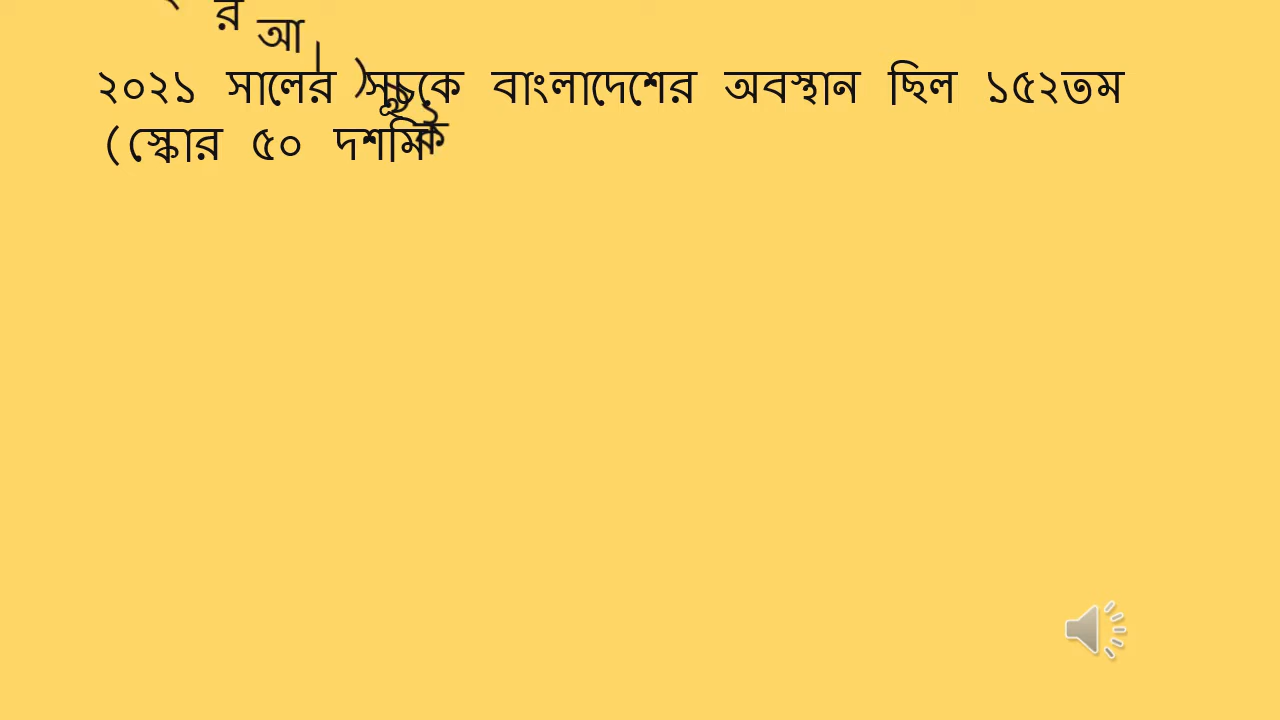 ২০২১ সালের সূচকে বাংলাদেশের অবস্থান ছিল ১৫২তম
(স্কোর ৫০ দশমিক